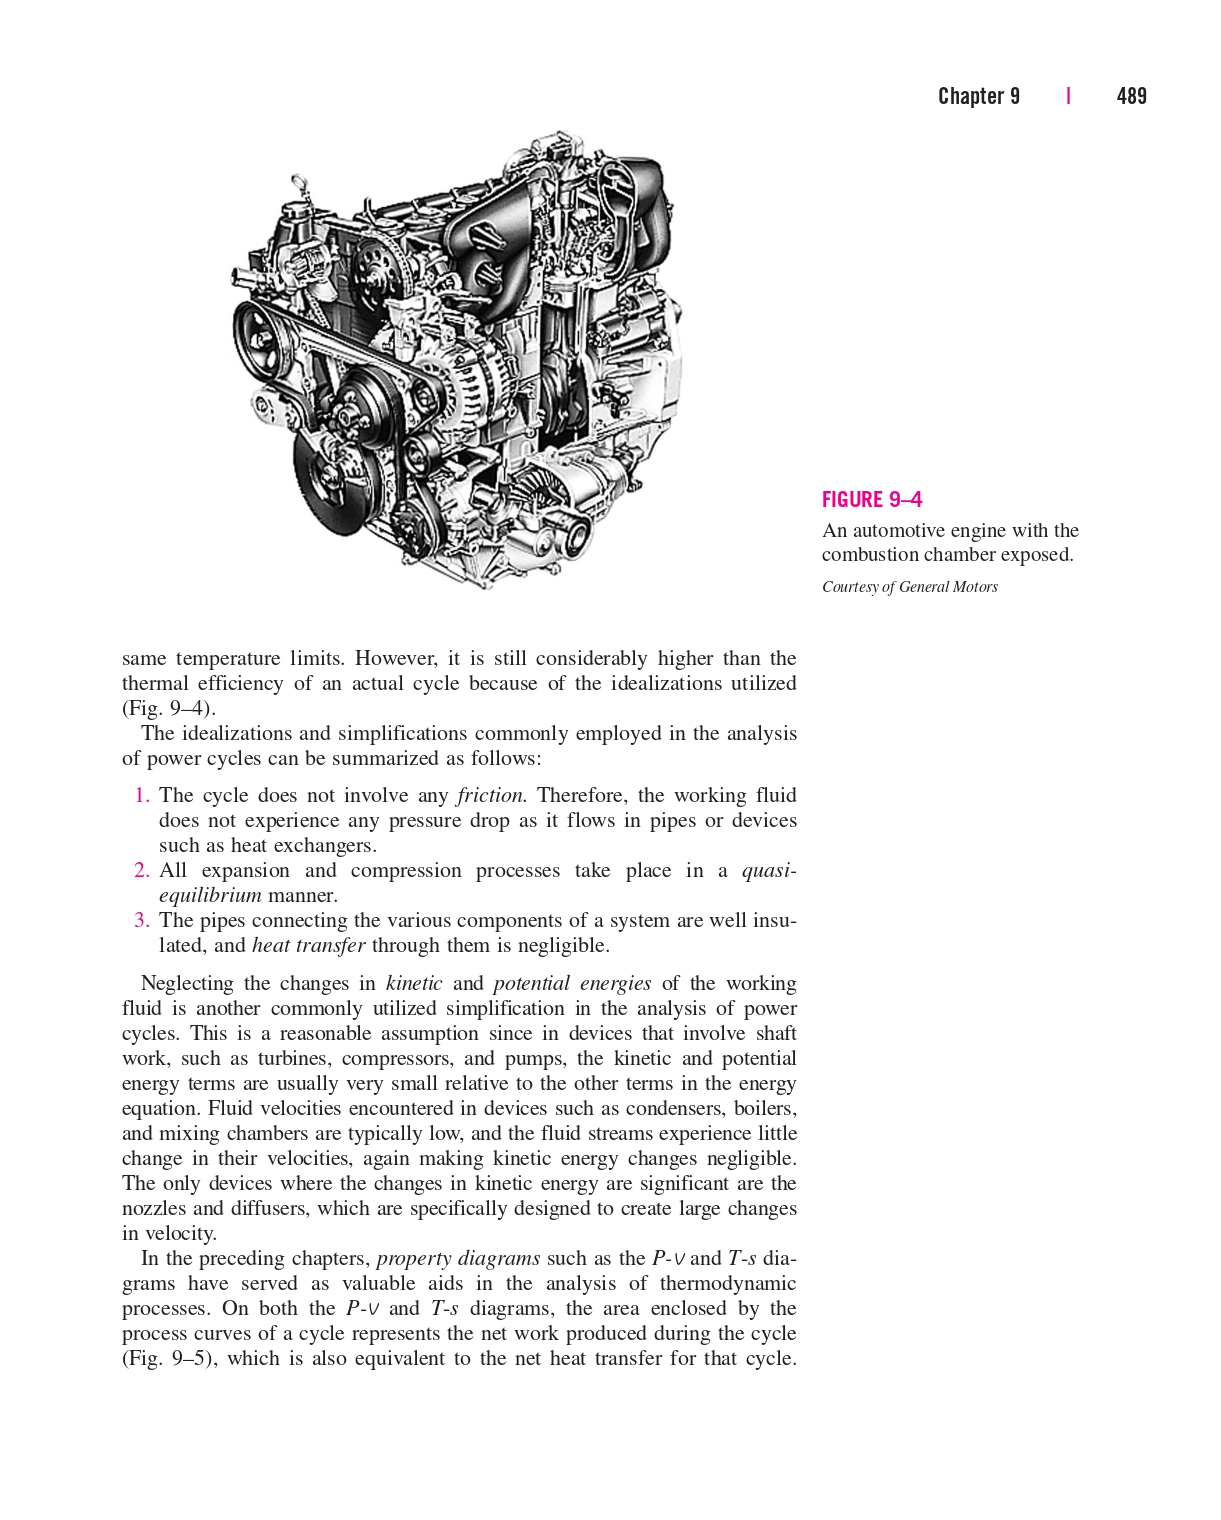 Chapter 9 | 489
FIGURE 9–4
An automotive engine with the
combustion chamber exposed.
Courtesy of General Motors
same temperature limits. However, it is still considerably higher than the
thermal efficiency of an actual cycle because of the idealizations utilized
(Fig. 9–4).
The idealizations and simplifications commonly employed in the analysis
of power cycles can be summarized as follows:
1. The cycle does not involve any friction. Therefore, the working fluid
does not experience any pressure drop as it flows in pipes or devices
such as heat exchangers.
2. All expansion and compression processes take place in a quasi-
equilibrium manner.
3. The pipes connecting the various components of a system are well insu-
lated, and heat transfer through them is negligible.
Neglecting the changes in kinetic and potential energies of the working
fluid is another commonly utilized simplification in the analysis of power
cycles. This is a reasonable assumption since in devices that involve shaft
work, such as turbines, compressors, and pumps, the kinetic and potential
energy terms are usually very small relative to the other terms in the energy
equation. Fluid velocities encountered in devices such as condensers, boilers,
and mixing chambers are typically low, and the fluid streams experience little
change in their velocities, again making kinetic energy changes negligible.
The only devices where the changes in kinetic energy are significant are the
nozzles and diffusers, which are specifically designed to create large changes
in velocity.
In the preceding chapters, property diagrams such as the P-v and T-s dia-
grams have served as valuable aids in the analysis of thermodynamic
processes. On both the P-v and T-s diagrams, the area enclosed by the
process curves of a cycle represents the net work produced during the cycle
(Fig. 9–5), which is also equivalent to the net heat transfer for that cycle.